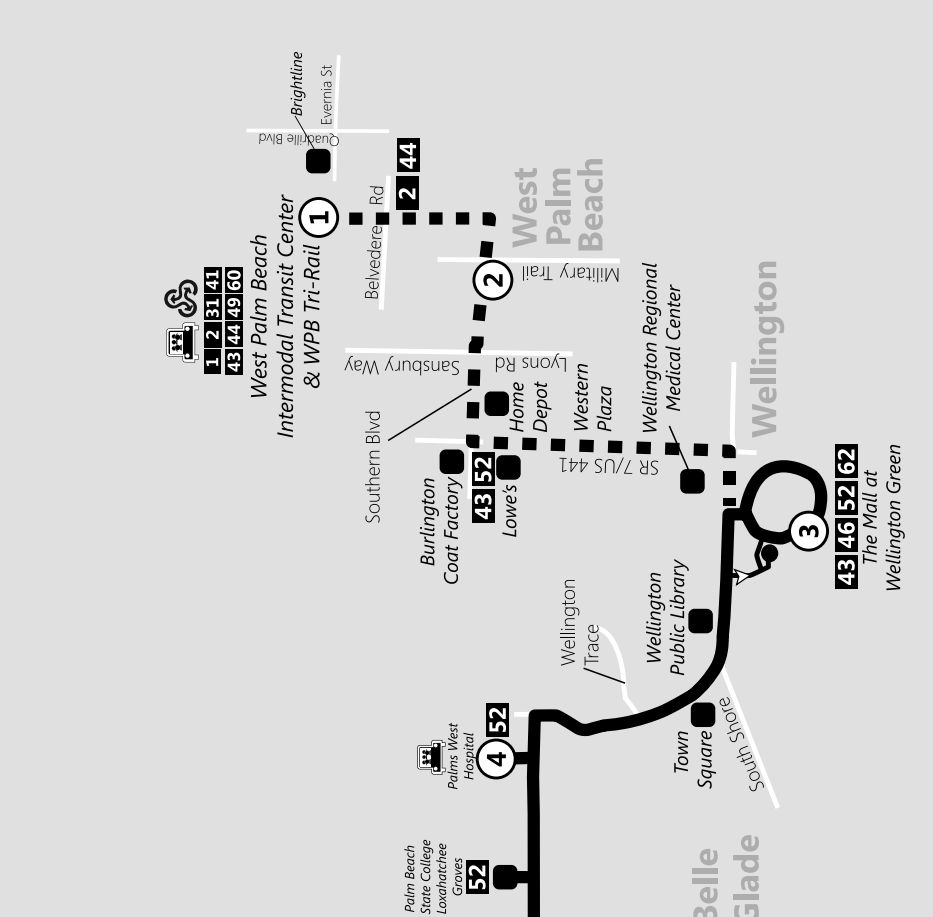 Brightline
Evernia St
Quadrille Blvd
1
West Palm Beach
Intermodal Transit Center
& WPB Tri-Rail
1 2 31 41
43 44 49 60
Belvedere Rd
2 44
West
Palm
Beach
2
Military Trail
Sansbury Way
Lyons Rd
Southern Blvd
Home
Depot
Western
Plaza
Wellington Regional
Medical Center
Wellington
Burlington
Coat Factory
43 52
Lowe's
SR 7/US 441
3
43 46 52 62
The Mall at
Wellington Green
Wellington
Trace
Wellington
Public Library
Town
Square
South Shore
52
4
Palms West
Hospital
Palm Beach
State College
Loxahatchee
Groves
52
Belle
Glade